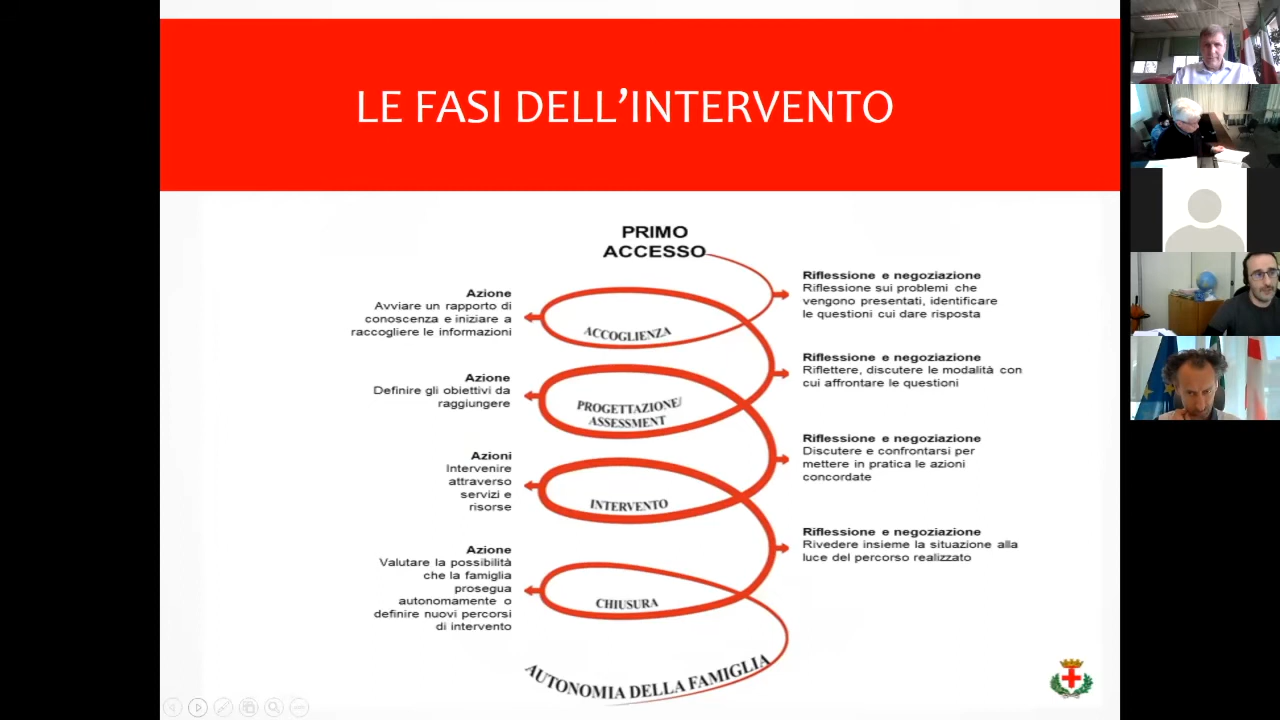 LE FASI DELL’INTERVENTO
PRIMO
ACCESSO
Riflessione e negoziazione
Riflessione sui problemi che
vengono presentati, identificare
le questioni cui dare risposta
Azione
Avviare un rapporto di
conoscenza e iniziare a
raccogliere le informazioni
ACCOGLIENZA
Riflessione e negoziazione
Riflettere, discutere le modalità con
cui affrontare le questioni
Azione
Definire gli obiettivi da
raggiungere
PROGETTAZIONE/
ASSESSMENT
Riflessione e negoziazione
Discutere e confrontarsi per
mettere in pratica le azioni
concordate
Azioni
Intervenire
attraverso
servizi e
risorse
INTERVENTO
Riflessione e negoziazione
Rivedere insieme la situazione alla
luce del percorso realizzato
Azione
Valutare la possibilità
che la famiglia
prosegua
autonomamente o
definire nuovi percorsi
di intervento
CHIUSURA
AUTONOMIA DELLA FAMIGLIA